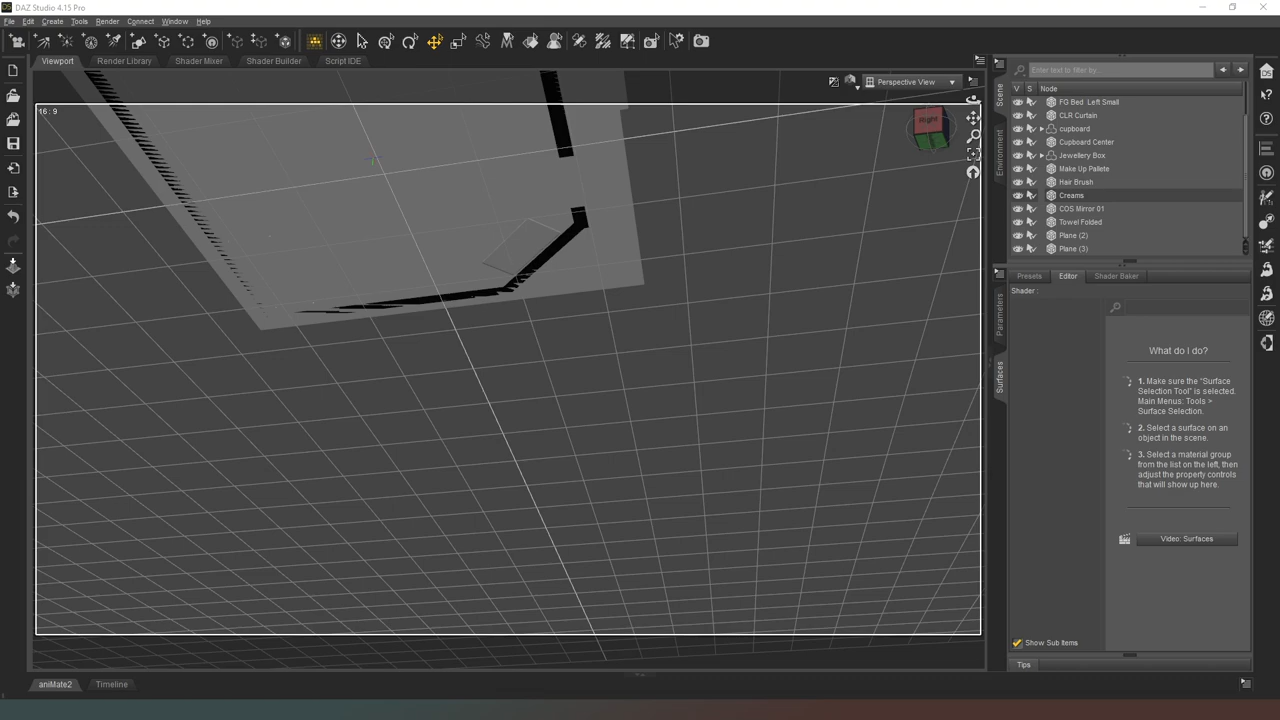 DAZ Studio 4.15 Pro
File Edit Create Tools Render Connect Window Help
Viewport Render Library Shader Mixer Shader Builder Script IDE
Perspective View
16 : 9
Right
Scene
Environment
Enter text to filter by...
V S Node
FG Bed Left Small
CLR Curtain
cupboard
Cupboard Center
Jewellery Box
Make Up Pallete
Hair Brush
Creams
COS Mirror 01
Towel Folded
Plane (2)
Plane (3)
Parameters
Surfaces
Presets Editor Shader Baker
Shader :
What do I do?
1. Make sure the "Surface
Selection Tool" is selected.
Main Menus: Tools >
Surface Selection.
2. Select a surface on an
object in the scene.
3. Select a material group
from the list on the left, then
adjust the property controls
that will show up here.
Video: Surfaces
Show Sub Items
Tips
aniMate2 Timeline